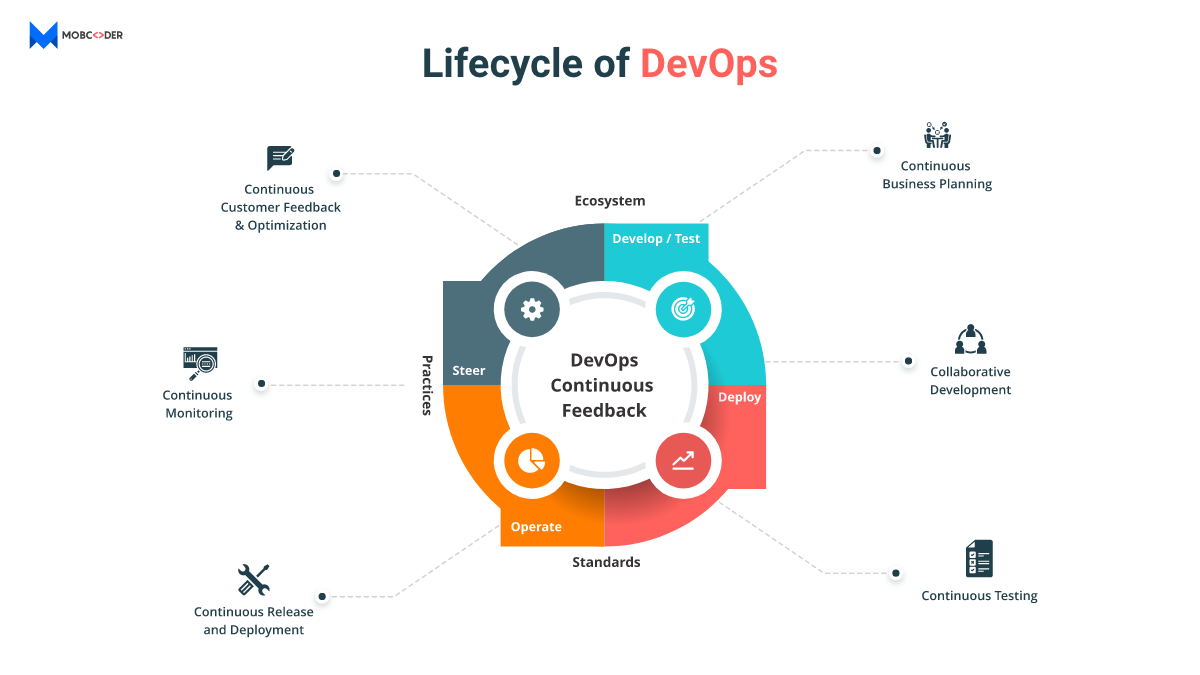 MOBC<>DER
Lifecycle of DevOps
Continuous
Customer Feedback
& Optimization
Continuous
Business Planning
Ecosystem
Develop / Test
Continuous
Monitoring
Practices
Steer
DevOps
Continuous
Feedback
Deploy
Collaborative
Development
Operate
Standards
Continuous Release
and Deployment
Continuous Testing